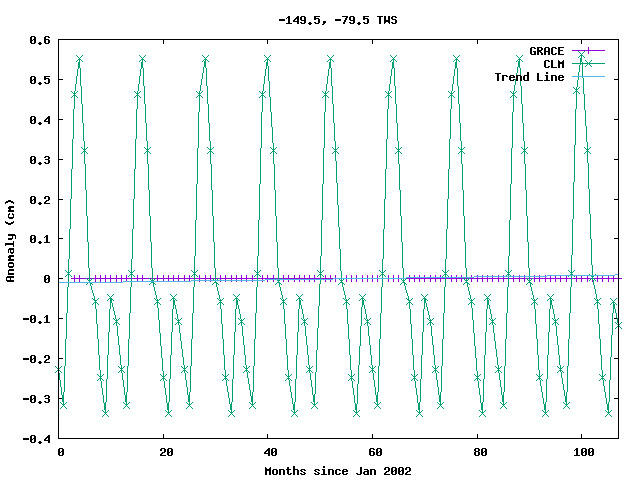 -149.5, -79.5 TWS
GRACE
CLM
Trend Line
0.6
0.5
0.4
0.3
0.2
0.1
0
-0.1
-0.2
-0.3
-0.4
Anomaly (cm)
0 20 40 60 80 100
Months since Jan 2002